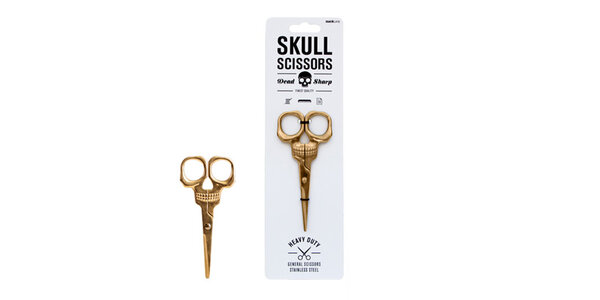 SKULL
SCISSORS
Dead Sharp
FINEST QUALITY
HEAVY DUTY
GENERAL SCISSORS
STAINLESS STEEL